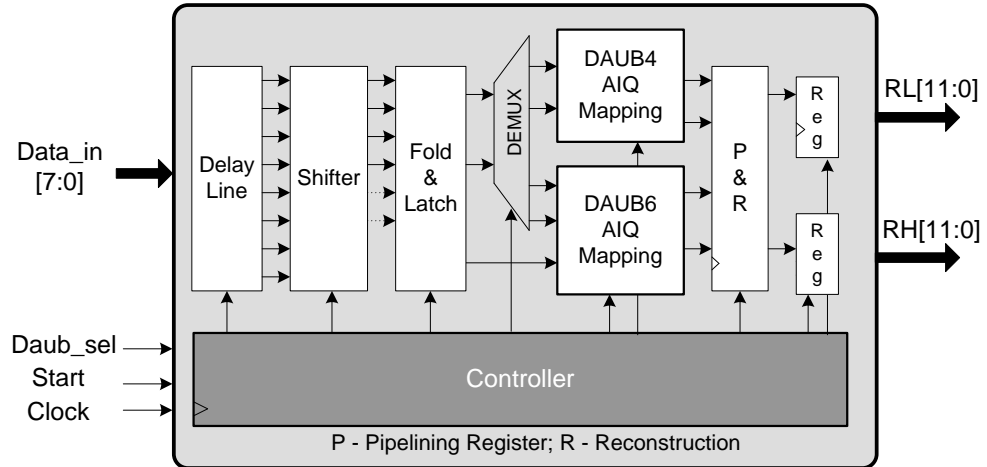 Data_in
[7:0]
Daub_sel
Start
Clock
Delay
Line
Shifter
Fold
&
Latch
DEMUX
DAUB4
AIQ
Mapping
DAUB6
AIQ
Mapping
P
&
R
R
e
g
R
e
g
RL[11:0]
RH[11:0]
Controller
P - Pipelining Register; R - Reconstruction